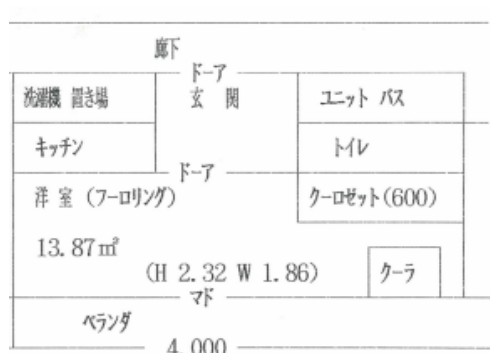 廊下
ドーア
洗濯機 置き場
玄 関
ユニット バス
キッチン
トイレ
ドーア
洋 室 (フーロリング)
クーロゼット(600)
13.87㎡
(H 2.32 W 1.86)
クーラ
マド
ベランダ
4,000